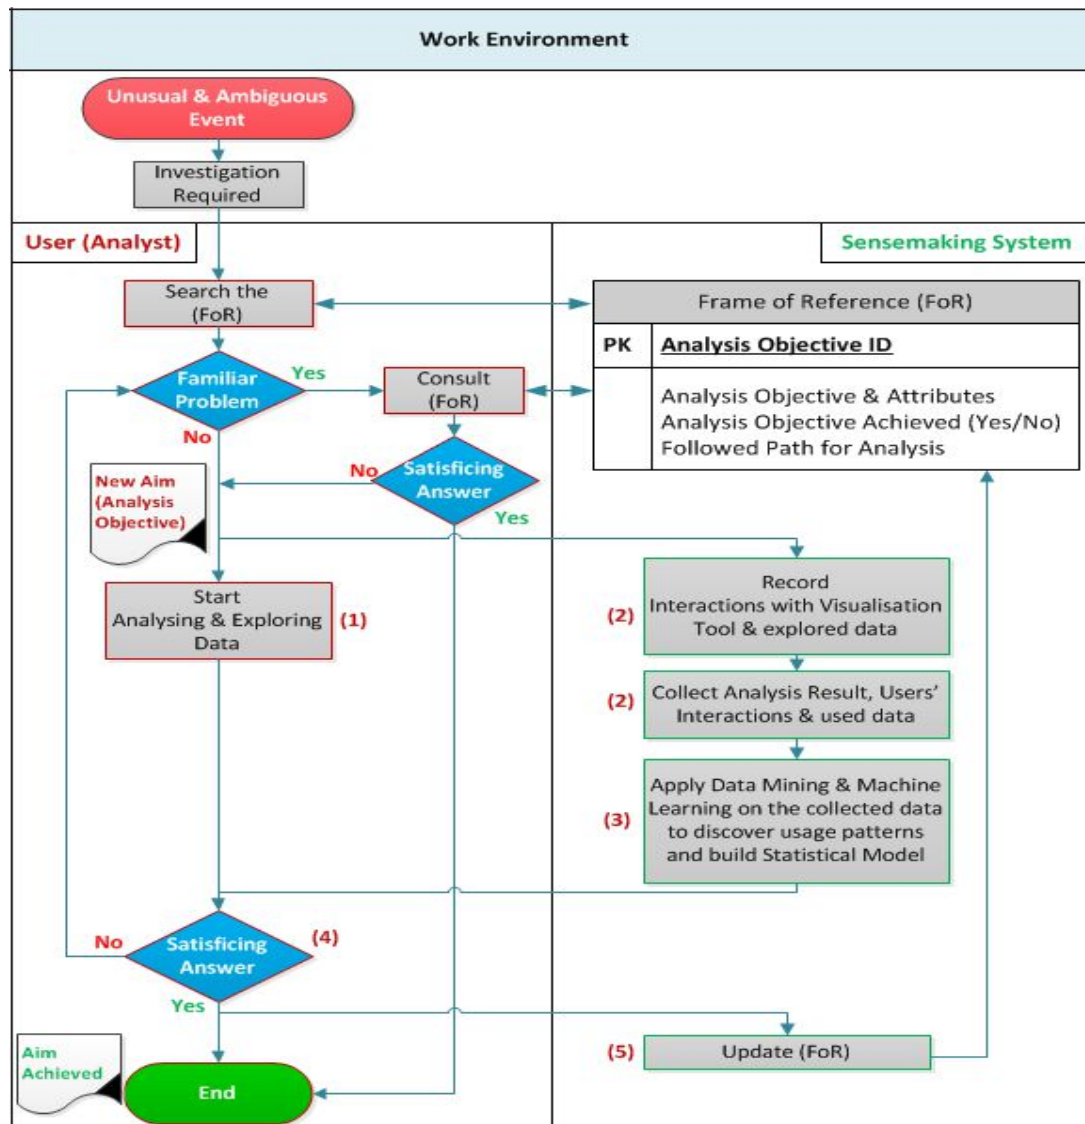 Work Environment
Unusual & Ambiguous
Event
Investigation
Required
User (Analyst)
Sensemaking System
Search the
(FoR)
Frame of Reference (FoR)
PK
Analysis Objective ID
Analysis Objective & Attributes
Analysis Objective Achieved (Yes/No)
Followed Path for Analysis
Familiar
Problem
Yes
No
Consult
(FoR)
Satisficing
Answer
No
Yes
New Aim
(Analysis
Objective)
Start
Analysing & Exploring
Data
(1)
(2)
Record
Interactions with Visualisation
Tool & explored data
(2)
Collect Analysis Result, Users'
Interactions & used data
(3)
Apply Data Mining & Machine
Learning on the collected data
to discover usage patterns
and build Statistical Model
No
Satisficing
Answer
(4)
Yes
(5)
Update (FoR)
Aim
Achieved
End